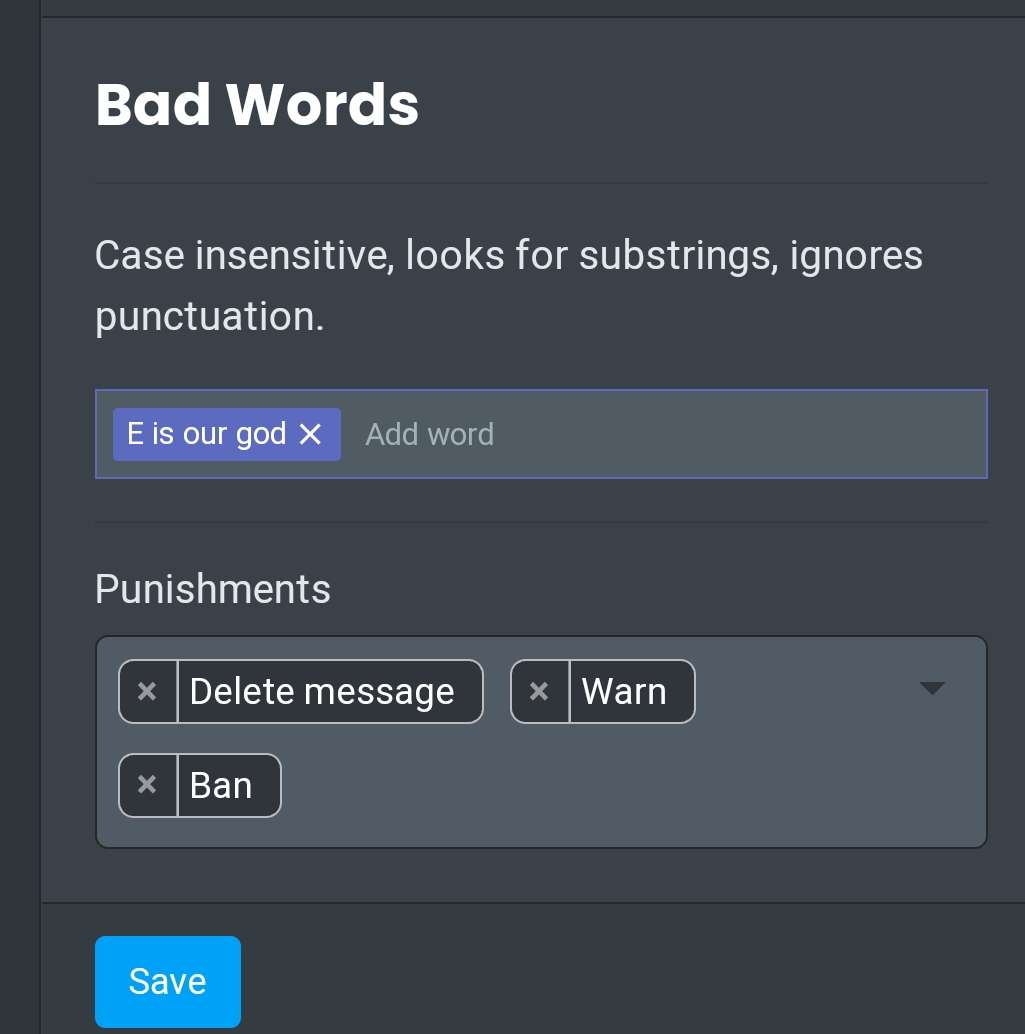 Bad Words
Case insensitive, looks for substrings, ignores
punctuation.
E is our god × Add word
Punishments
× Delete message × Warn
× Ban
Save